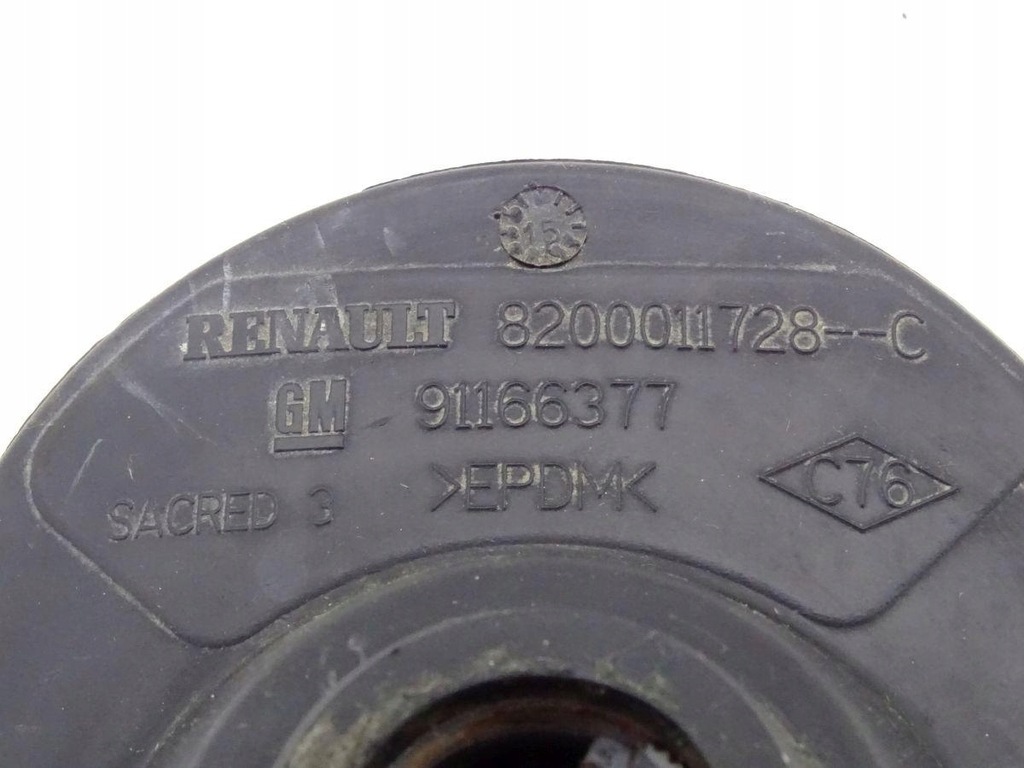 15
RENAULT 8200011728--C
GM 91166377
SACRED 3 >EPDM< C76